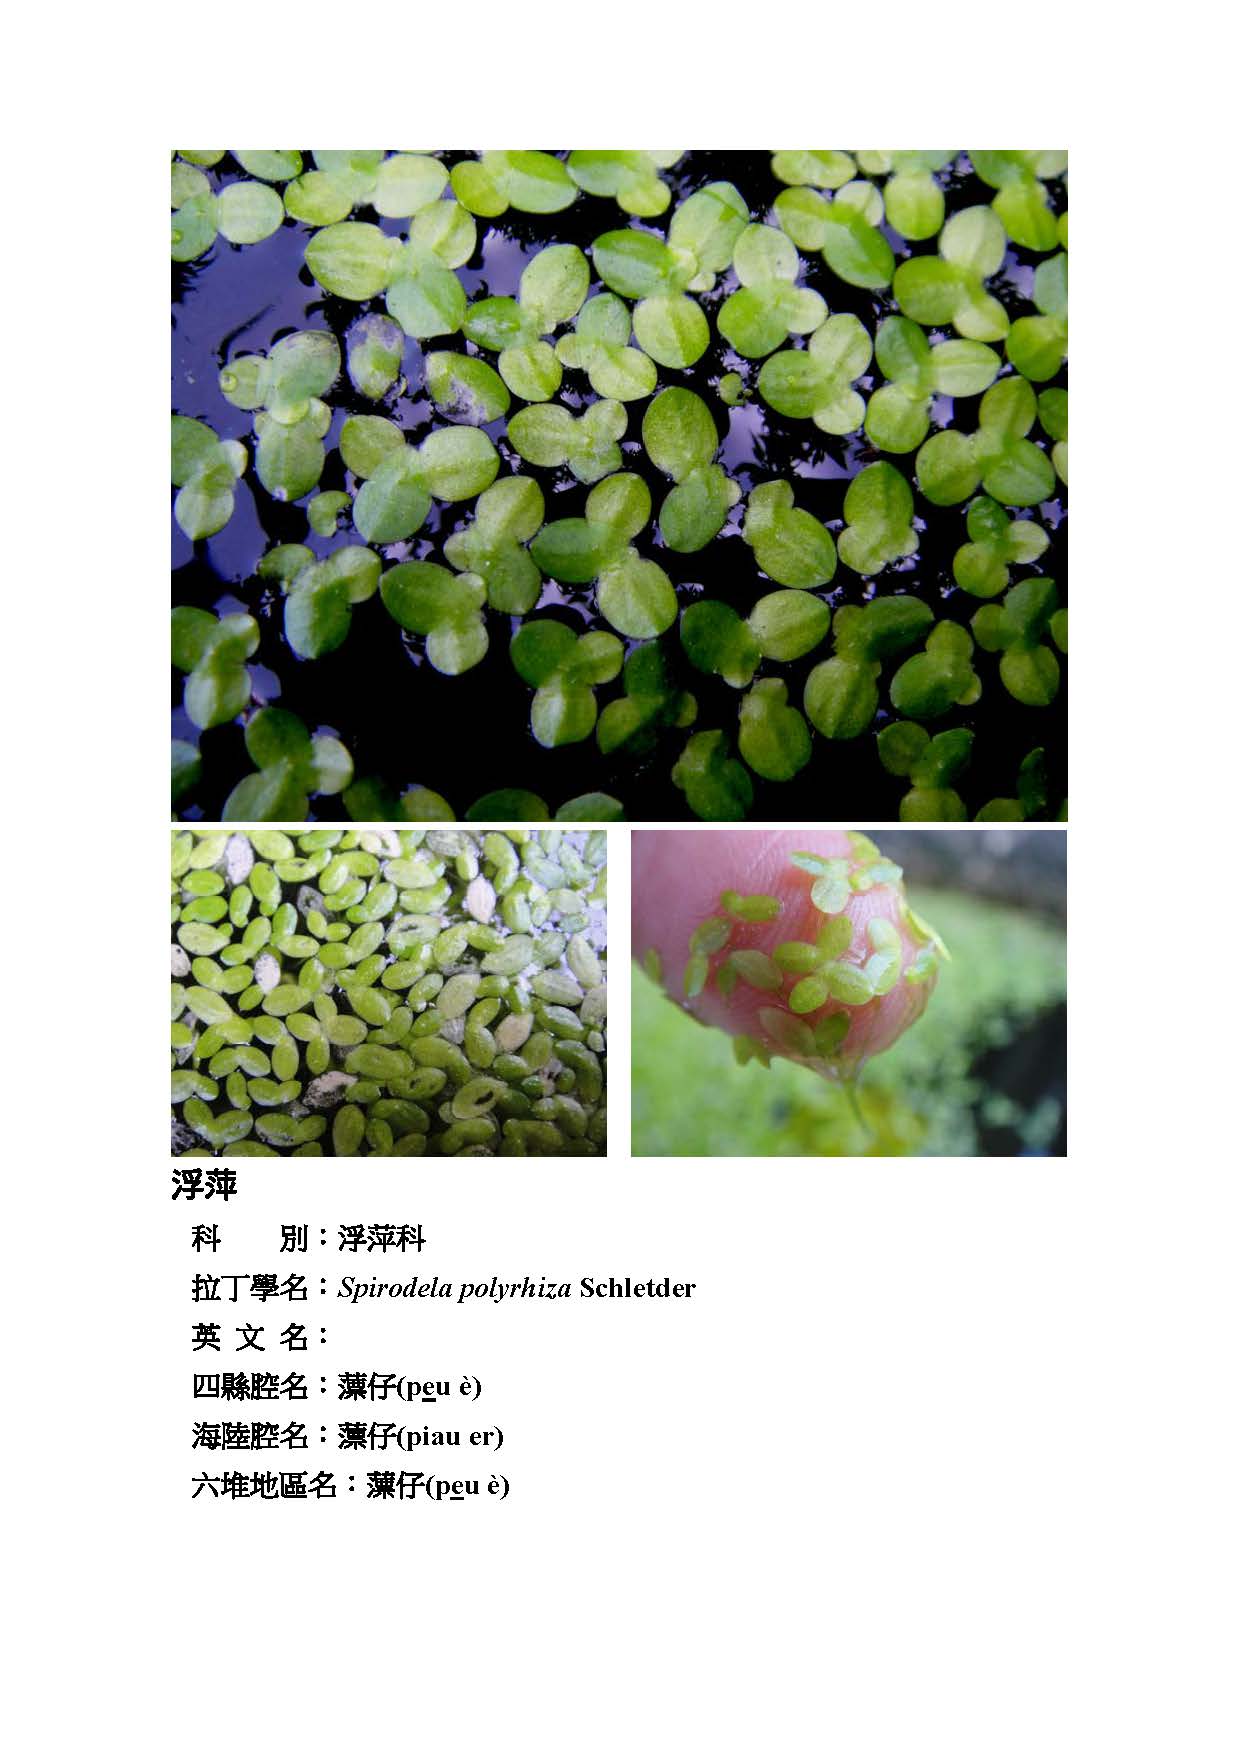 浮萍
科　　別：浮萍科
拉丁學名：Spirodela polyrhiza Schletder
英 文 名：
四縣腔名：薸仔(peu è)
海陸腔名：薸仔(piau er)
六堆地區名：薸仔(peu è)